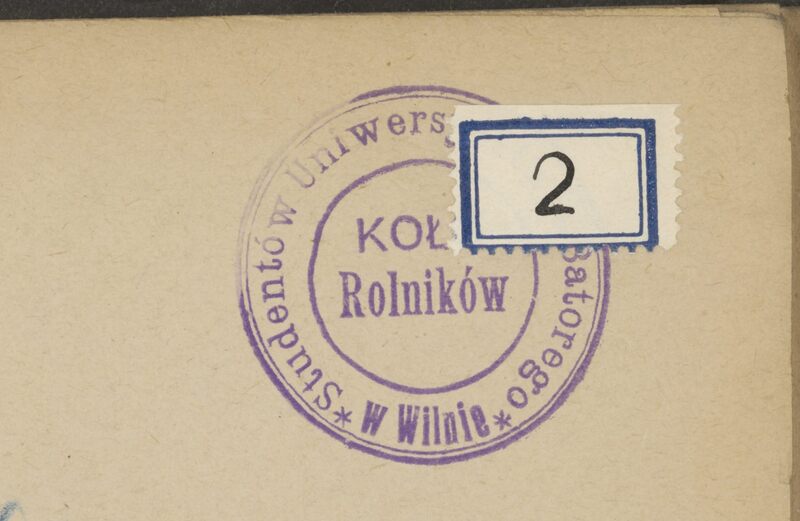 Studentów Uniwers
Batorego
KOŁ
Rolników
* w Wilnie *
2